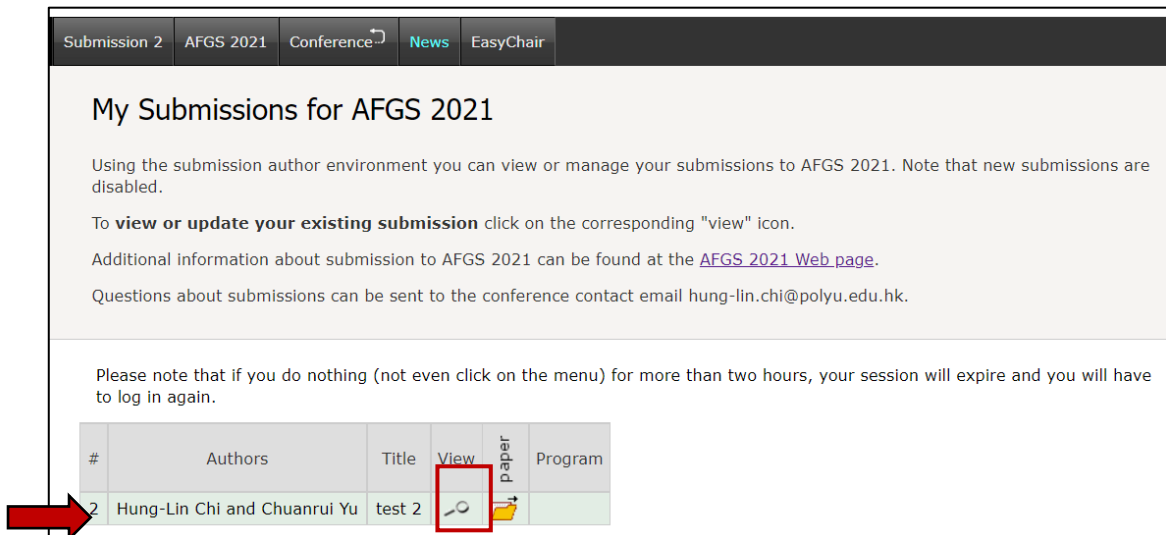 Submission 2 AFGS 2021 Conference News EasyChair
My Submissions for AFGS 2021
Using the submission author environment you can view or manage your submissions to AFGS 2021. Note that new submissions are
disabled.
To view or update your existing submission click on the corresponding "view" icon.
Additional information about submission to AFGS 2021 can be found at the AFGS 2021 Web page.
Questions about submissions can be sent to the conference contact email hung-lin.chi@polyu.edu.hk.
Please note that if you do nothing (not even click on the menu) for more than two hours, your session will expire and you will have
to log in again.
# Authors Title View paper Program
2 Hung-Lin Chi and Chuanrui Yu test 2